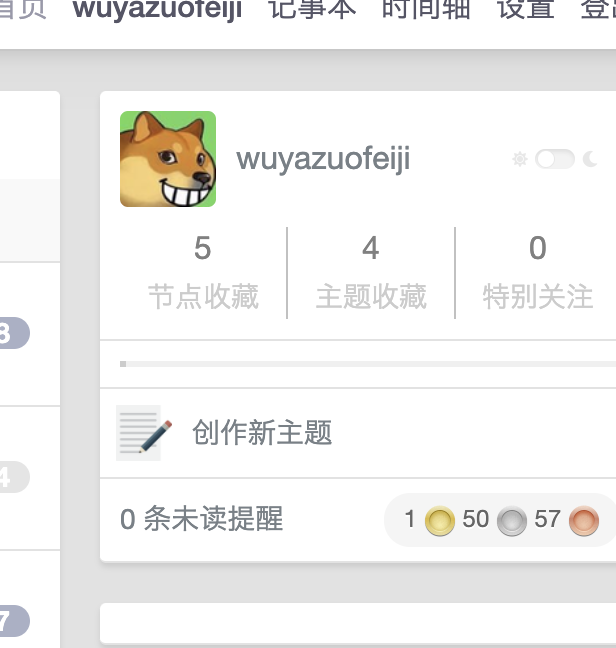 首页 wuyazuofeiji 记事本 时间轴 设置 登出
3
4
7
wuyazuofeiji
5 4 0
节点收藏 主题收藏 特别关注
创作新主题
0 条未读提醒 1 50 57